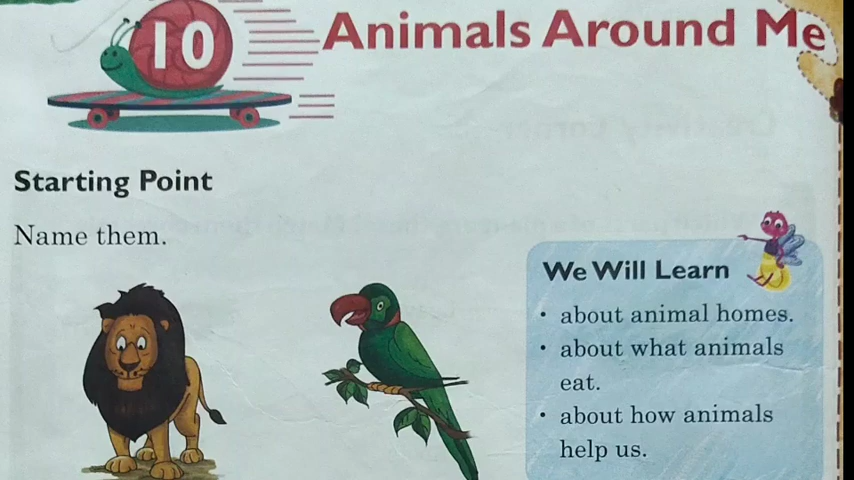 10
Animals Around Me
Starting Point
Name them.
We Will Learn
• about animal homes.
• about what animals
eat.
• about how animals
help us.